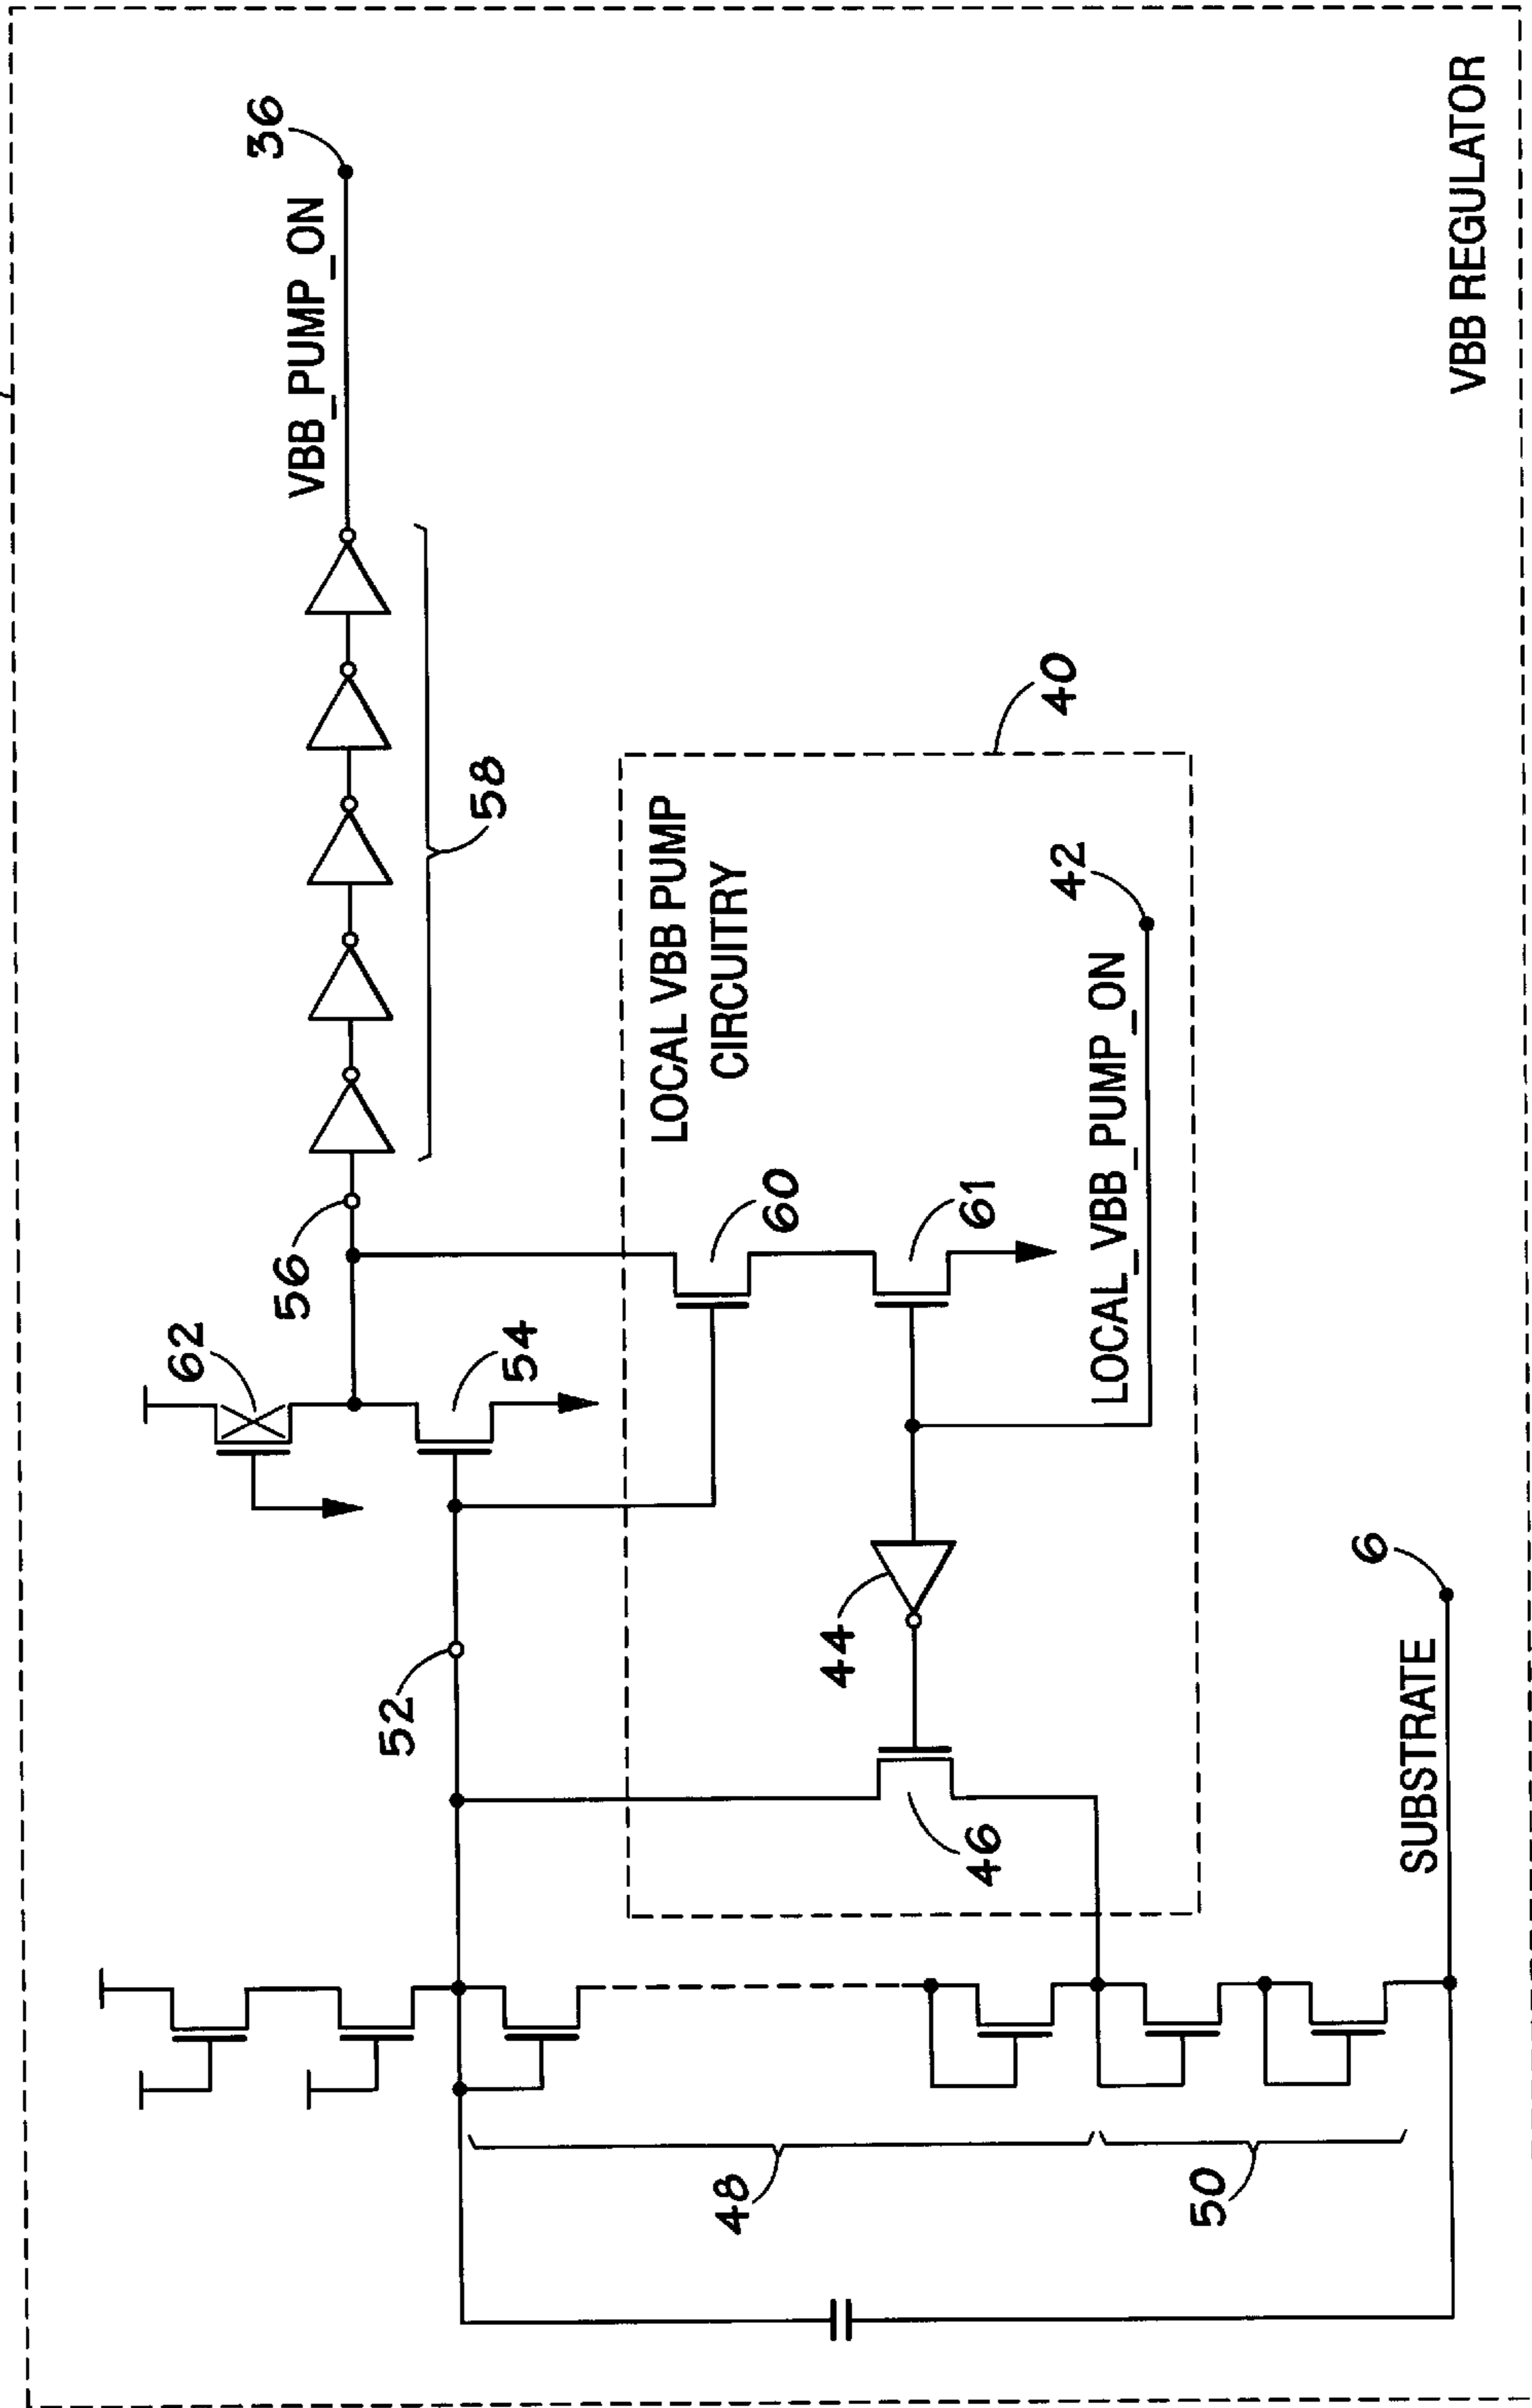 36
VBB_PUMP_ON
62
56
58
54
52
LOCAL VBB PUMP
CIRCUITRY
40
60
61
42
LOCAL_VBB_PUMP_ON
44
46
48
50
SUBSTRATE
6
VBB REGULATOR